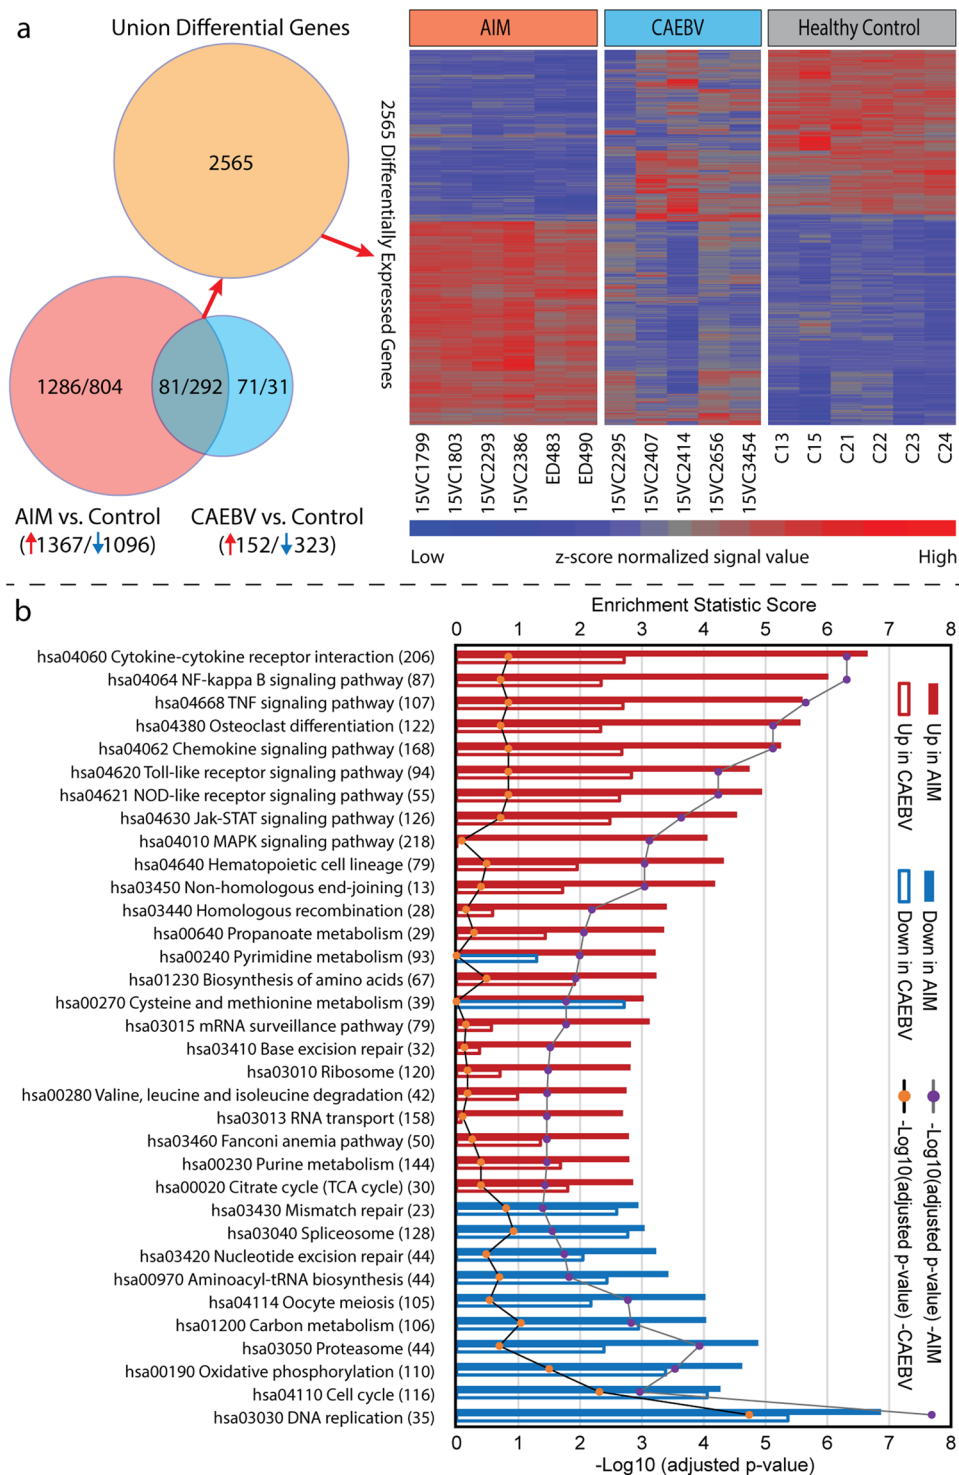 a
Union Differential Genes
2565
1286/804
81/292
71/31
AIM vs. Control
(↑1367/↓1096)
CAEBV vs. Control
(↑152/↓323)
2565 Differentially Expressed Genes
AIM
CAEBV
Healthy Control
15VC1799
15VC1803
15VC2293
15VC2386
ED483
ED490
15VC2295
15VC2407
15VC2414
15VC2656
15VC3454
C13
C15
C21
C22
C23
C24
Low
z-score normalized signal value
High
b
Enrichment Statistic Score
0 1 2 3 4 5 6 7 8
hsa04060 Cytokine-cytokine receptor interaction (206)
hsa04064 NF-kappa B signaling pathway (87)
hsa04668 TNF signaling pathway (107)
hsa04380 Osteoclast differentiation (122)
hsa04062 Chemokine signaling pathway (168)
hsa04620 Toll-like receptor signaling pathway (94)
hsa04621 NOD-like receptor signaling pathway (55)
hsa04630 Jak-STAT signaling pathway (126)
hsa04010 MAPK signaling pathway (218)
hsa04640 Hematopoietic cell lineage (79)
hsa03450 Non-homologous end-joining (13)
hsa03440 Homologous recombination (28)
hsa00640 Propanoate metabolism (29)
hsa00240 Pyrimidine metabolism (93)
hsa01230 Biosynthesis of amino acids (67)
hsa00270 Cysteine and methionine metabolism (39)
hsa03015 mRNA surveillance pathway (79)
hsa03410 Base excision repair (32)
hsa03010 Ribosome (120)
hsa00280 Valine, leucine and isoleucine degradation (42)
hsa03013 RNA transport (158)
hsa03460 Fanconi anemia pathway (50)
hsa00230 Purine metabolism (144)
hsa00020 Citrate cycle (TCA cycle) (30)
hsa03430 Mismatch repair (23)
hsa03040 Spliceosome (128)
hsa03420 Nucleotide excision repair (44)
hsa00970 Aminoacyl-tRNA biosynthesis (44)
hsa04114 Oocyte meiosis (105)
hsa01200 Carbon metabolism (106)
hsa03050 Proteasome (44)
hsa00190 Oxidative phosphorylation (110)
hsa04110 Cell cycle (116)
hsa03030 DNA replication (35)
Up in AIM
Up in CAEBV
Down in AIM
Down in CAEBV
-Log10(adjusted p-value) -AIM
-Log10(adjusted p-value) -CAEBV
0 1 2 3 4 5 6 7 8
-Log10 (adjusted p-value)